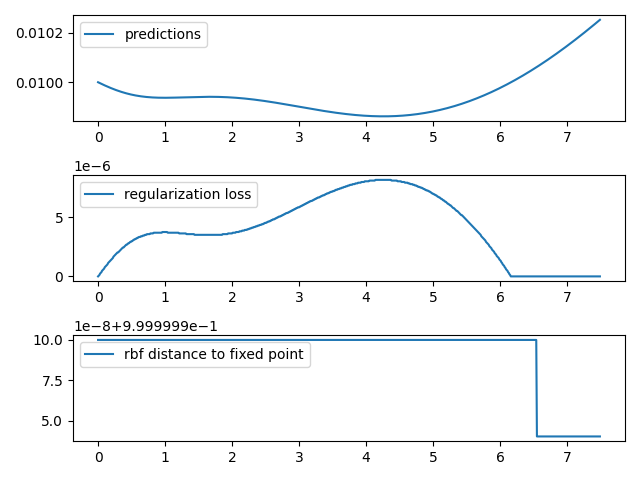 0.0102
0.0100
predictions
0 1 2 3 4 5 6 7
1e−6
5
0
regularization loss
0 1 2 3 4 5 6 7
1e−8+9.999999e−1
10.0
7.5
5.0
rbf distance to fixed point
0 1 2 3 4 5 6 7